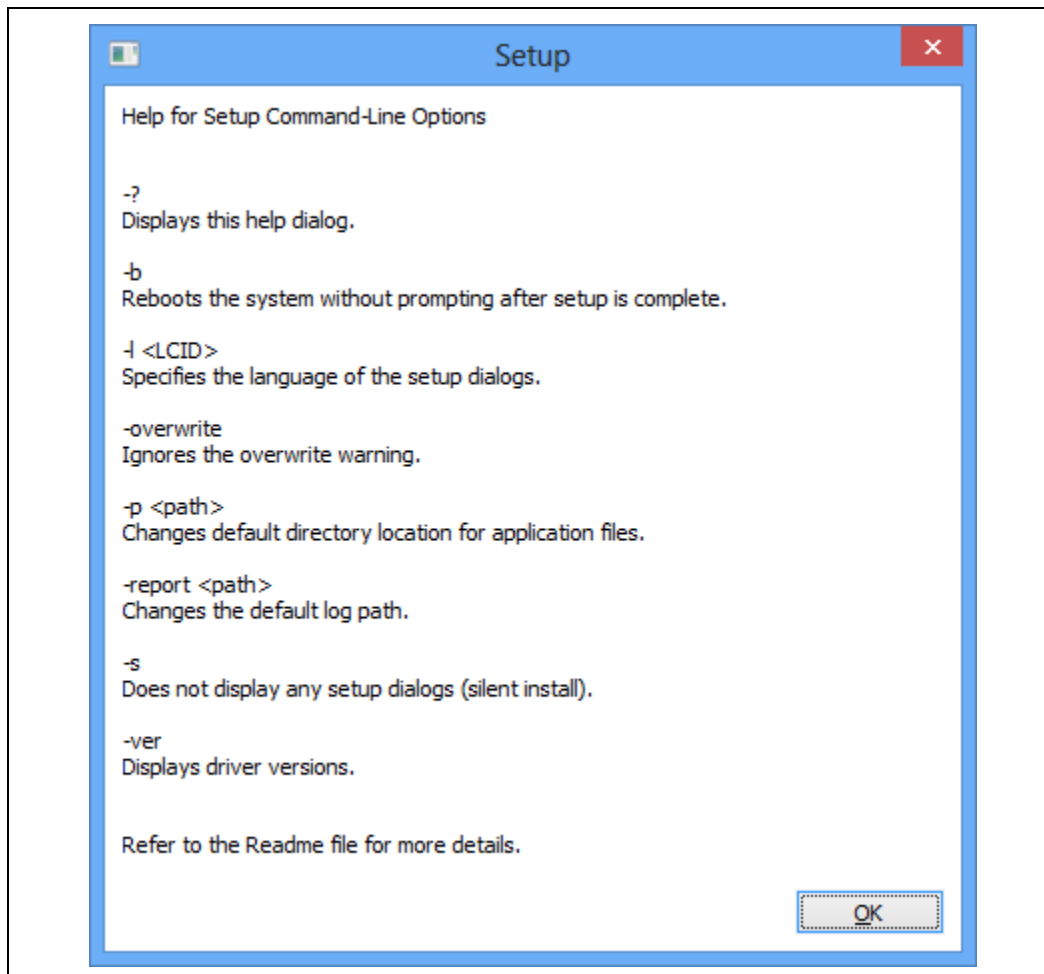 Setup
Help for Setup Command-Line Options
-?
Displays this help dialog.
-b
Reboots the system without prompting after setup is complete.
-l <LCID>
Specifies the language of the setup dialogs.
-overwrite
Ignores the overwrite warning.
-p <path>
Changes default directory location for application files.
-report <path>
Changes the default log path.
-s
Does not display any setup dialogs (silent install).
-ver
Displays driver versions.
Refer to the Readme file for more details.
OK